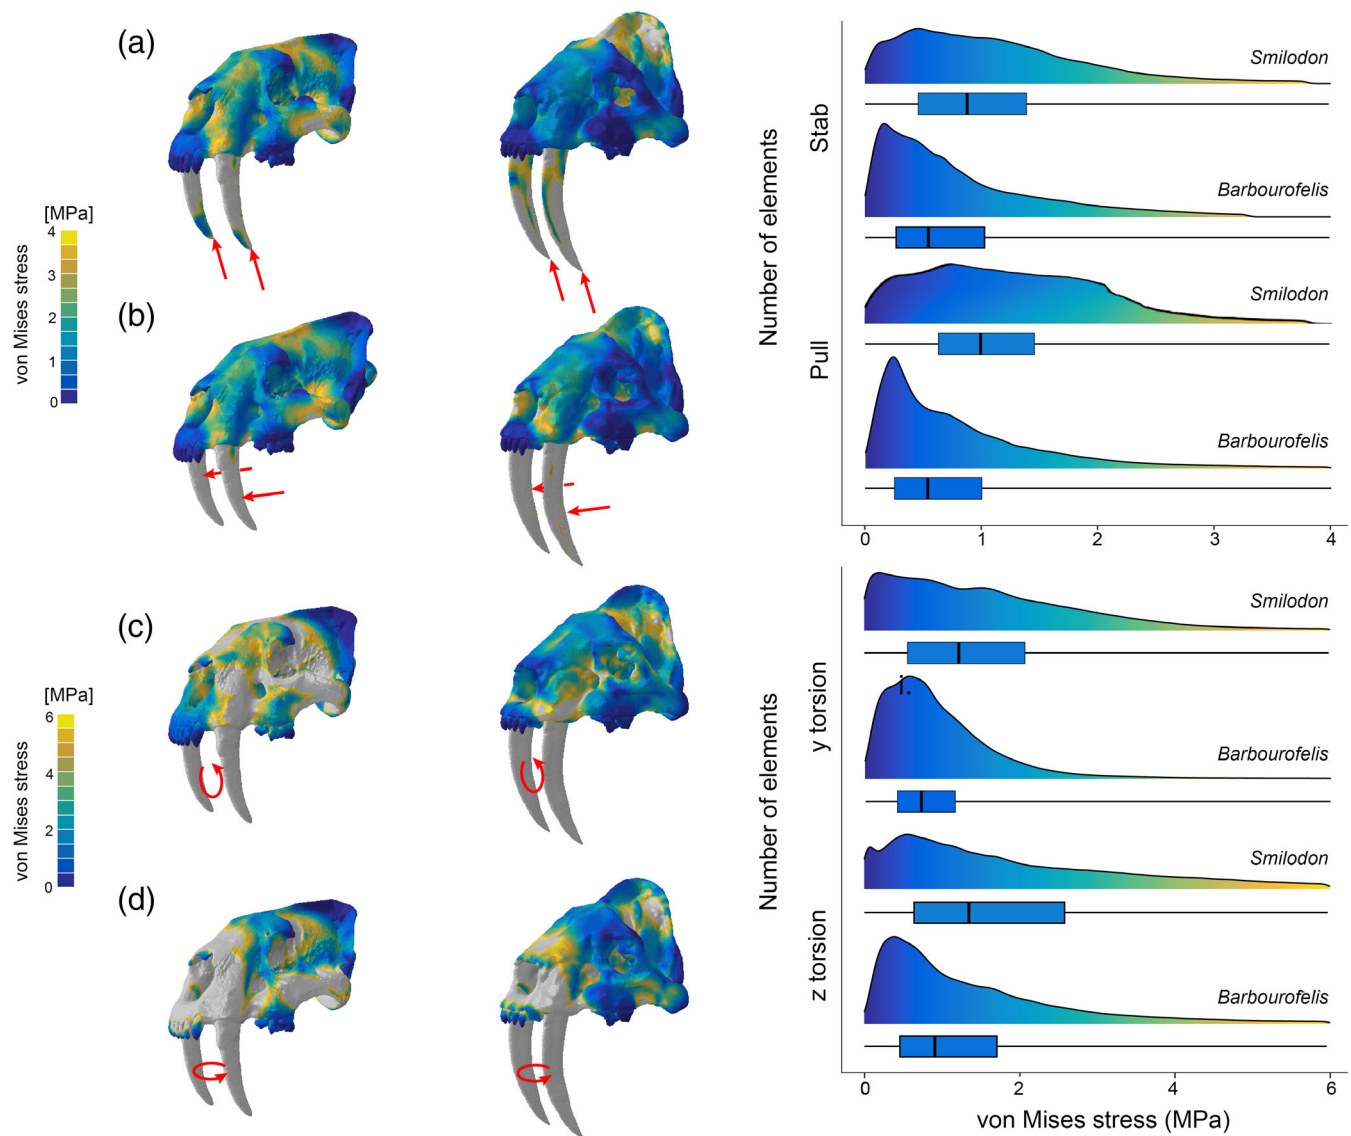 (a)
[MPa]
von Mises stress
4
3
2
1
0
(b)
Number of elements
Stab
Smilodon
Barbourofelis
Pull
Smilodon
Barbourofelis
0 1 2 3 4
(c)
[MPa]
von Mises stress
6
4
2
0
(d)
Number of elements
y torsion
Smilodon
Barbourofelis
z torsion
Smilodon
Barbourofelis
0 2 4 6
von Mises stress (MPa)